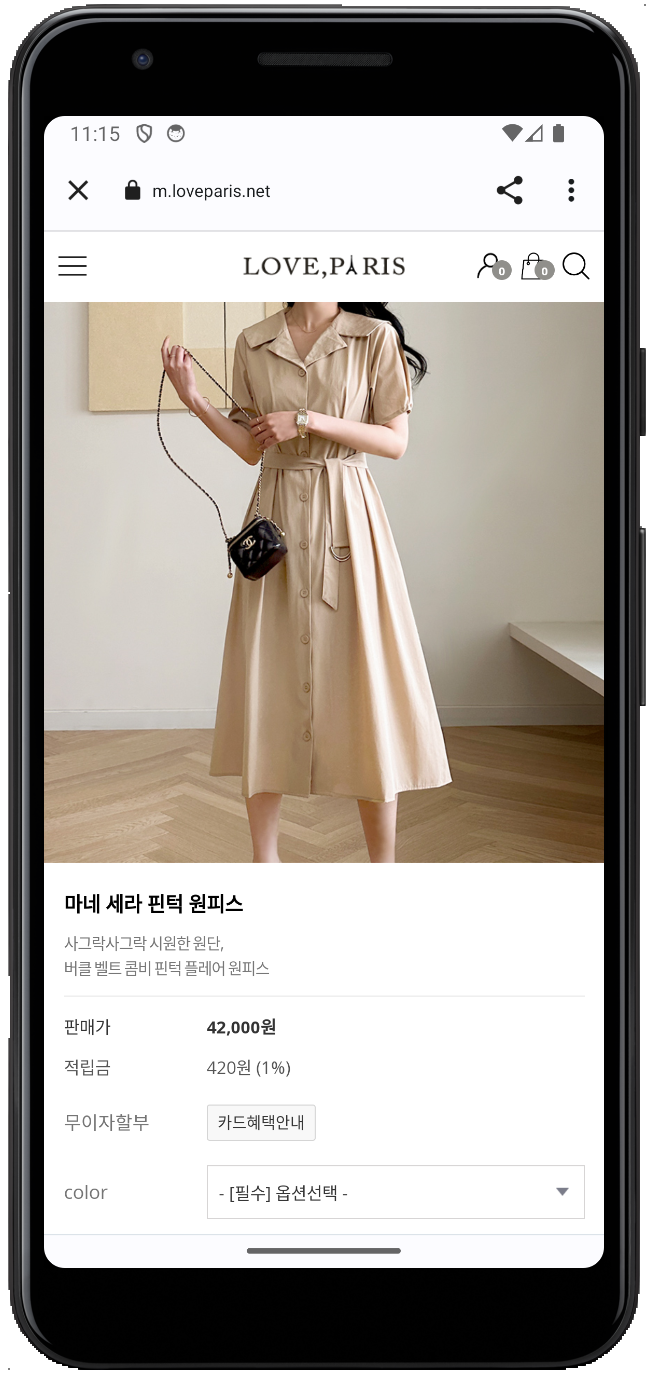 11:15
m.loveparis.net
LOVE,PARIS
0
0
마네 세라 핀턱 원피스
사그락사그락 시원한 원단,
버클 벨트 콤비 핀턱 플레어 원피스
판매가 42,000원
적립금 420원 (1%)
무이자할부 카드혜택안내
color - [필수] 옵션선택 -